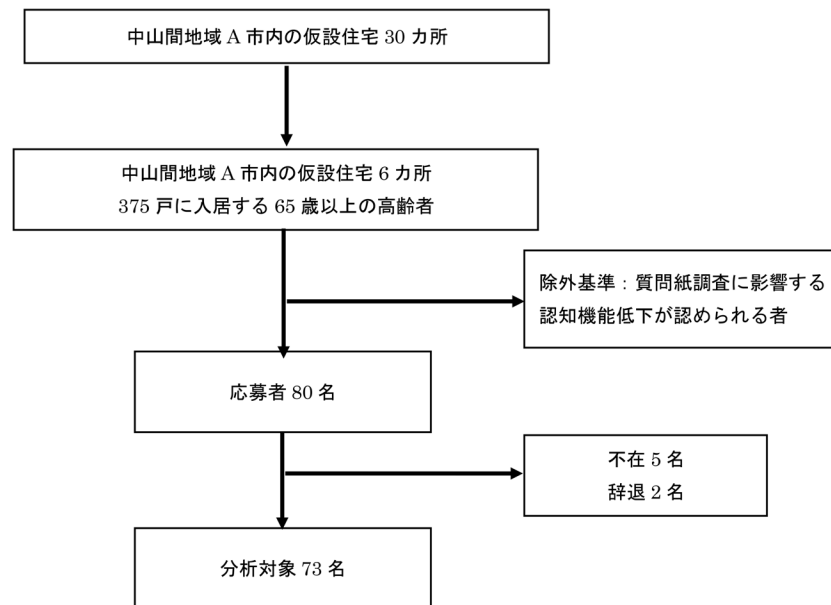 中山間地域 A 市内の仮設住宅 30 カ所
中山間地域 A 市内の仮設住宅 6 カ所
375 戸に入居する 65 歳以上の高齢者
除外基準：質問紙調査に影響する
認知機能低下が認められる者
応募者 80 名
不在 5 名
辞退 2 名
分析対象 73 名